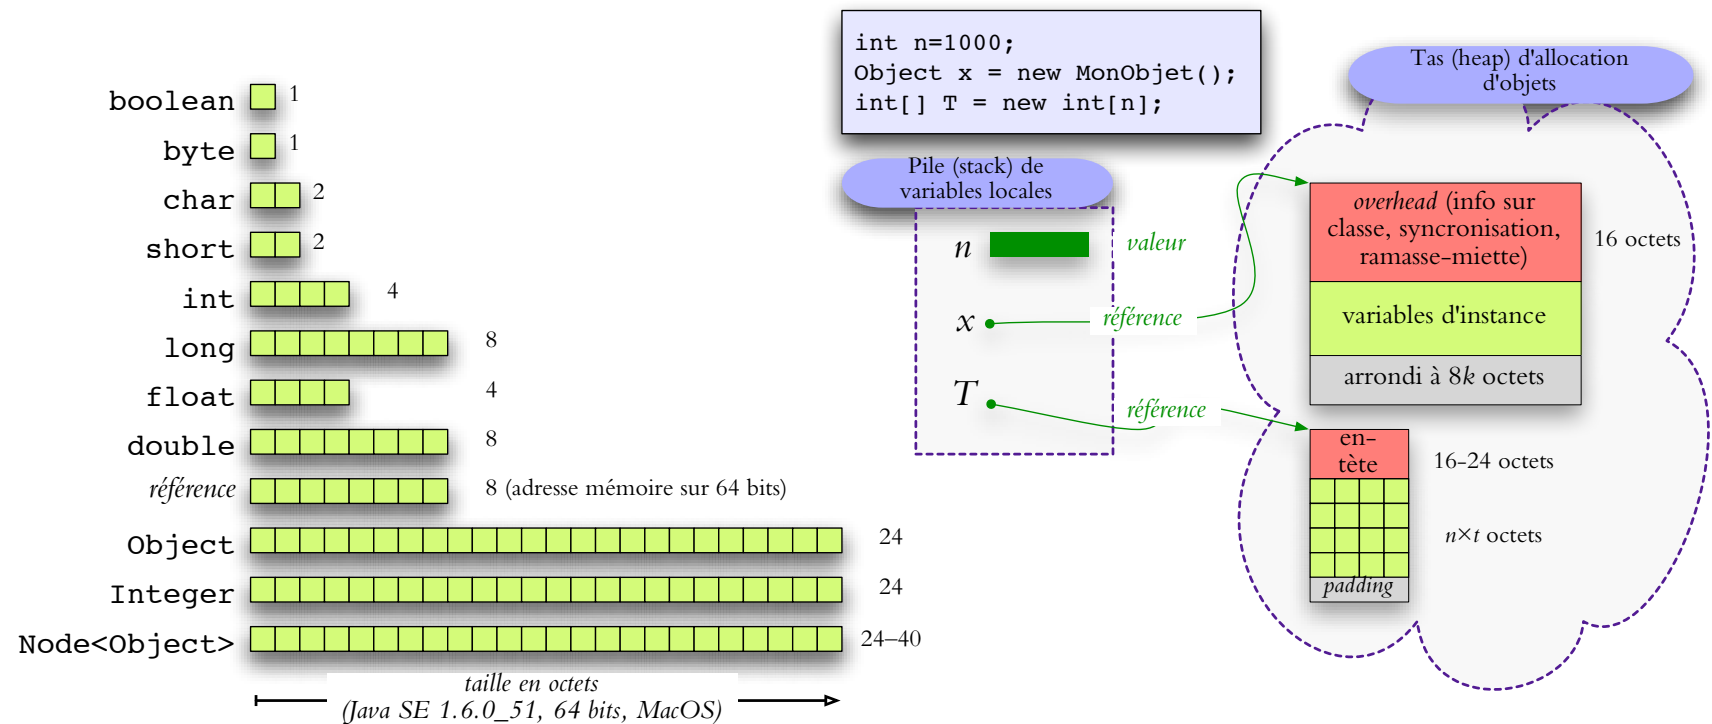 boolean 1
byte 1
char 2
short 2
int 4
long 8
float 4
double 8
référence 8 (adresse mémoire sur 64 bits)
Object 24
Integer 24
Node<Object> 24–40
taille en octets
(Java SE 1.6.0_51, 64 bits, MacOS)
int n=1000;
Object x = new MonObjet();
int[] T = new int[n];
Pile (stack) de
variables locales
n valeur
x référence
T référence
Tas (heap) d'allocation
d'objets
overhead (info sur
classe, syncronisation,
ramasse-miette)
16 octets
variables d'instance
arrondi à 8k octets
en-
tète
16-24 octets
n×t octets
padding